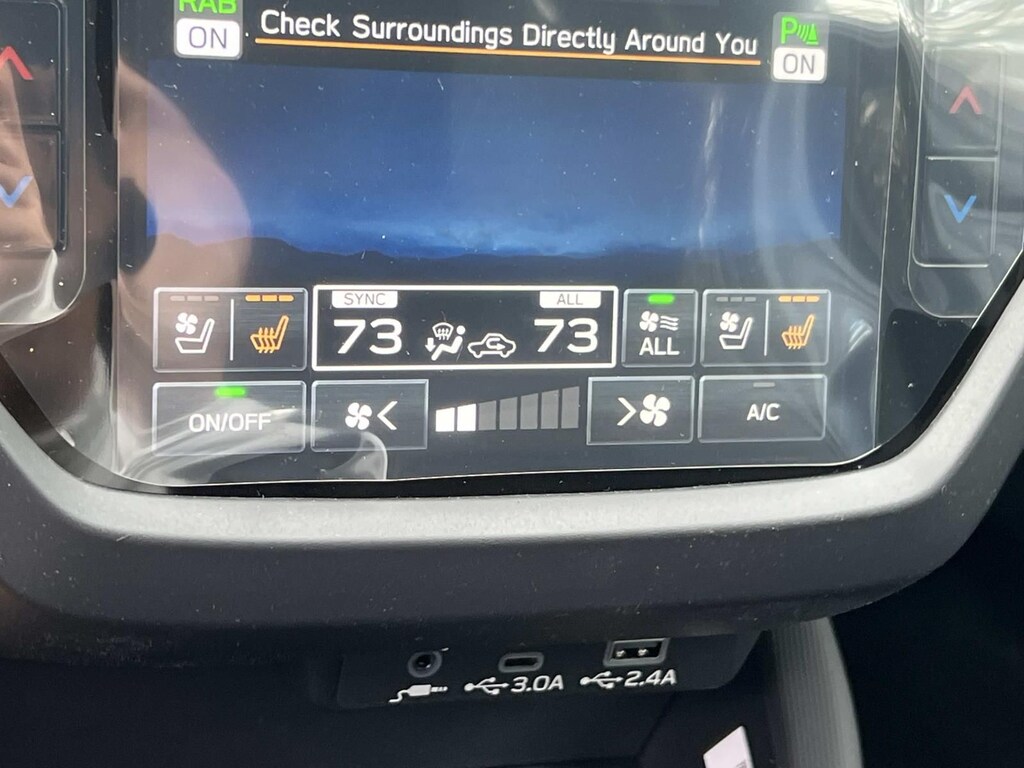 RAB
ON
Check Surroundings Directly Around You
P
ON
SYNC
73
ALL
73
ALL
ON/OFF
A/C
3.0A
2.4A